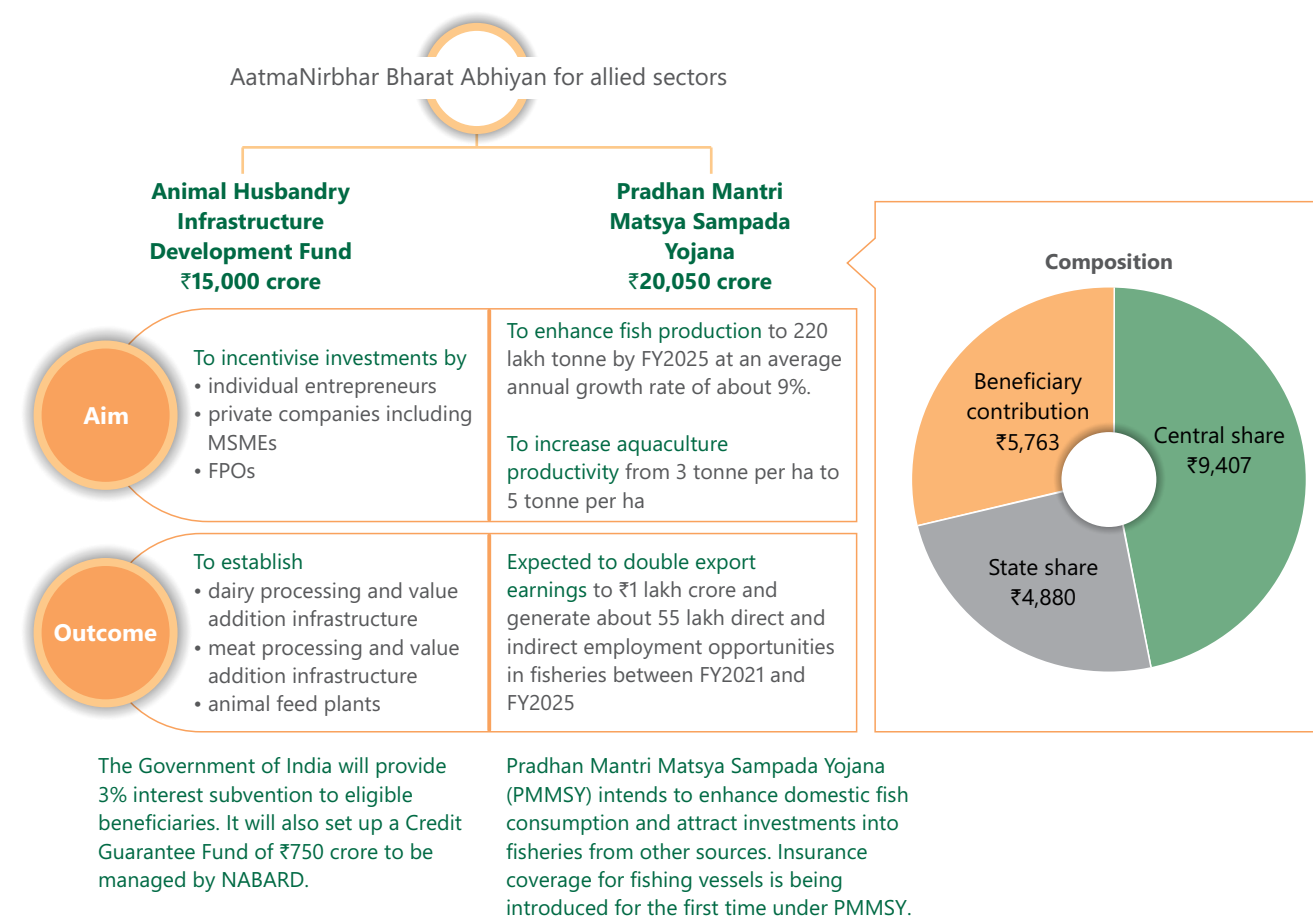 AatmaNirbhar Bharat Abhiyan for allied sectors
Animal Husbandry
Infrastructure
Development Fund
₹15,000 crore
Pradhan Mantri
Matsya Sampada
Yojana
₹20,050 crore
Aim
To incentivise investments by
• individual entrepreneurs
• private companies including
MSMEs
• FPOs
To enhance fish production to 220
lakh tonne by FY2025 at an average
annual growth rate of about 9%.
To increase aquaculture
productivity from 3 tonne per ha to
5 tonne per ha
Outcome
To establish
• dairy processing and value
addition infrastructure
• meat processing and value
addition infrastructure
• animal feed plants
Expected to double export
earnings to ₹1 lakh crore and
generate about 55 lakh direct and
indirect employment opportunities
in fisheries between FY2021 and
FY2025
The Government of India will provide
3% interest subvention to eligible
beneficiaries. It will also set up a Credit
Guarantee Fund of ₹750 crore to be
managed by NABARD.
Pradhan Mantri Matsya Sampada Yojana
(PMMSY) intends to enhance domestic fish
consumption and attract investments into
fisheries from other sources. Insurance
coverage for fishing vessels is being
introduced for the first time under PMMSY.
Composition
Beneficiary
contribution
₹5,763
Central share
₹9,407
State share
₹4,880